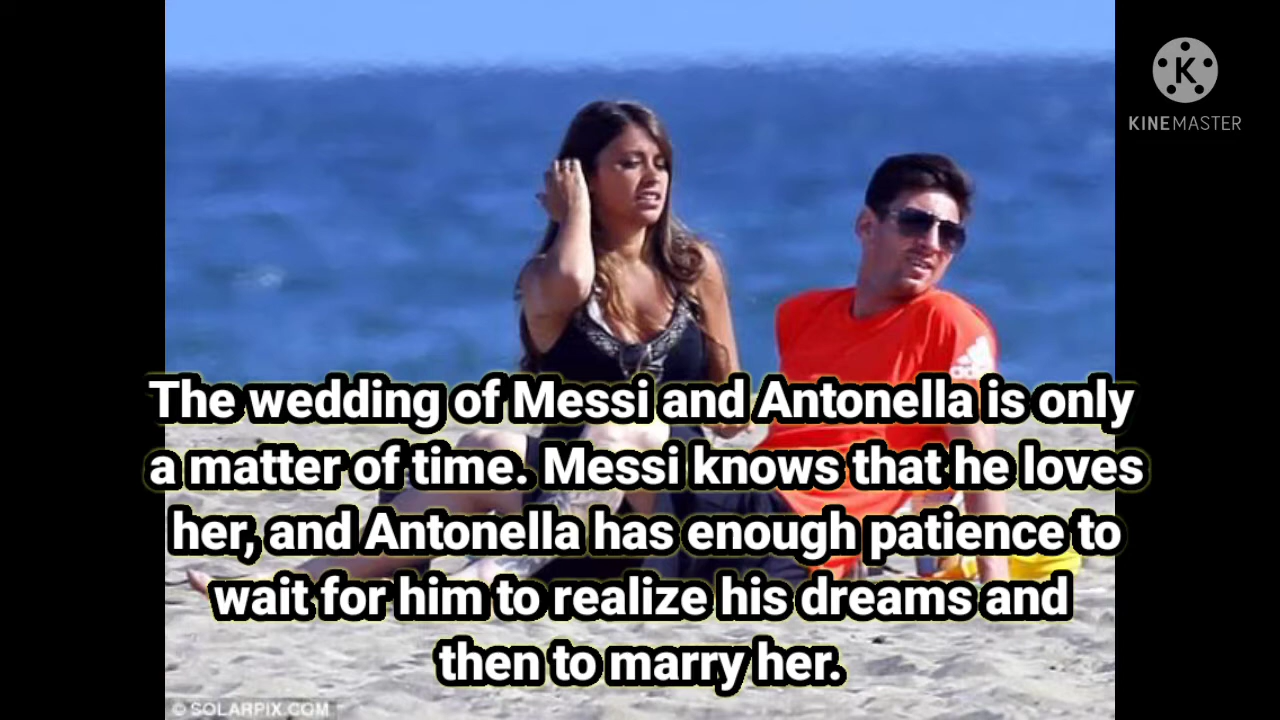 KINEMASTER
The wedding of Messi and Antonella is only
a matter of time. Messi knows that he loves
her, and Antonella has enough patience to
wait for him to realize his dreams and
then to marry her.
© SOLARPIX.COM